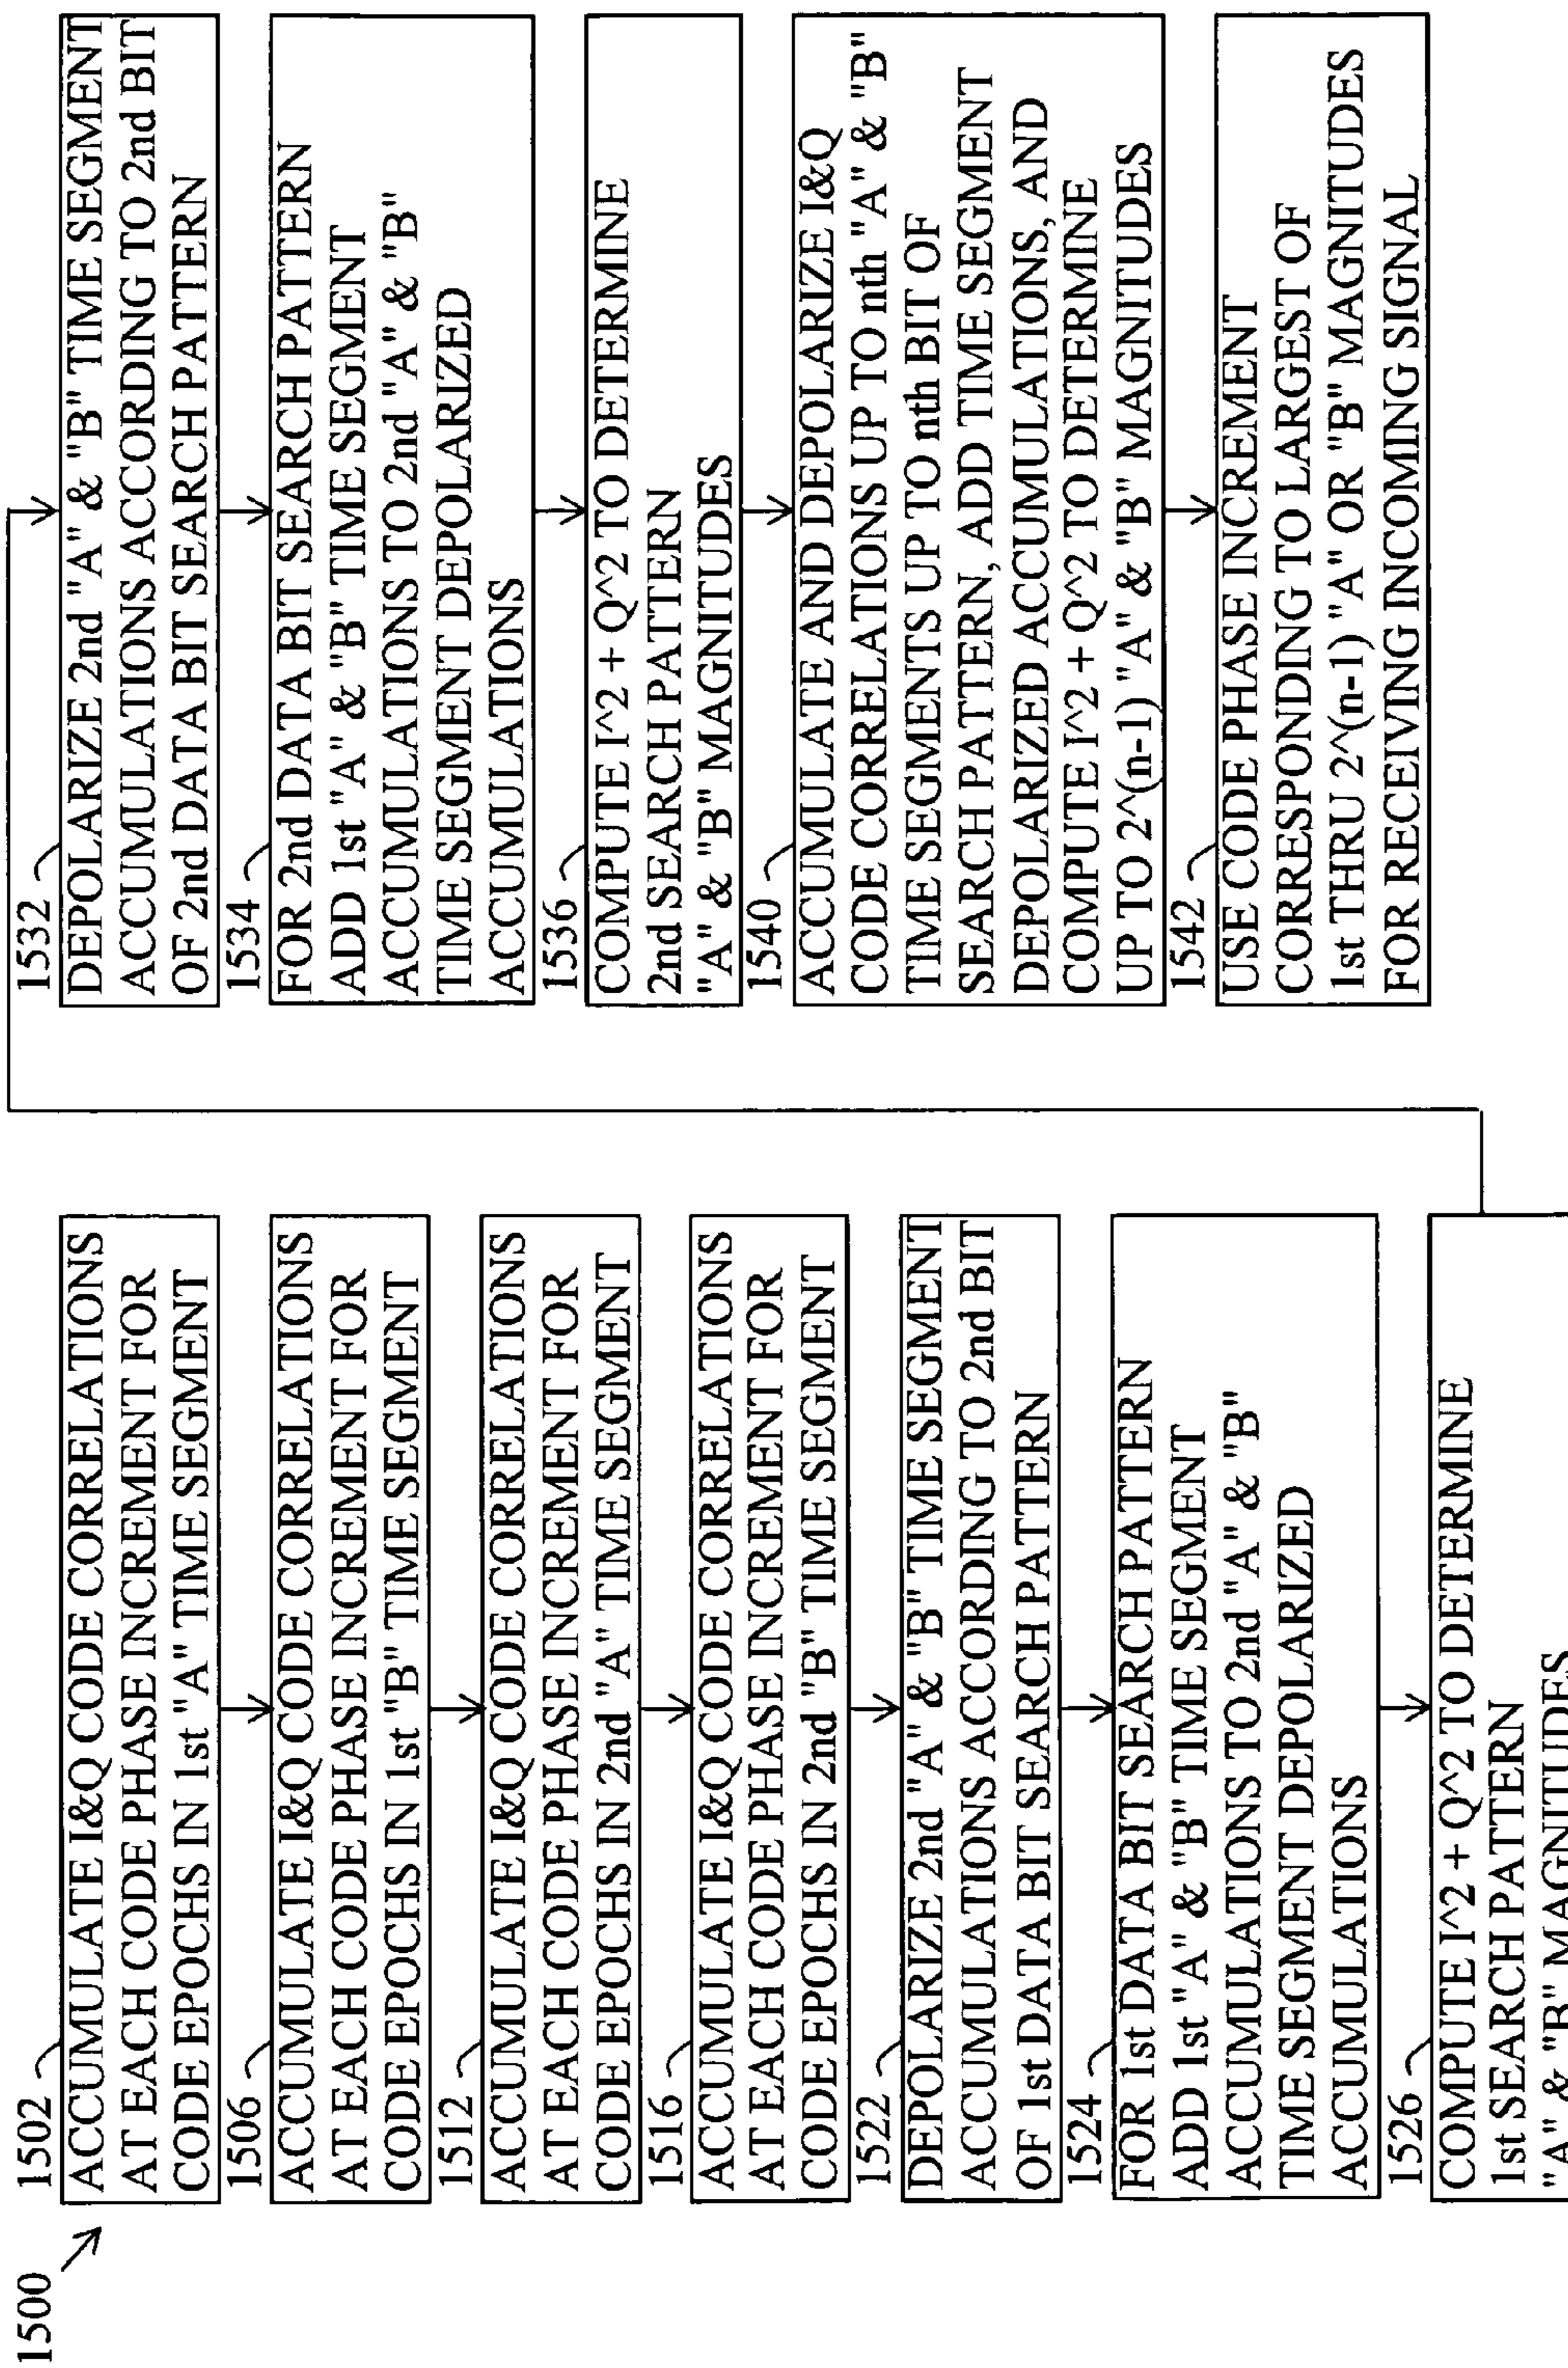 1500
1502
ACCUMULATE I&Q CODE CORRELATIONS
AT EACH CODE PHASE INCREMENT FOR
CODE EPOCHS IN 1st "A" TIME SEGMENT
1506
ACCUMULATE I&Q CODE CORRELATIONS
AT EACH CODE PHASE INCREMENT FOR
CODE EPOCHS IN 1st "B" TIME SEGMENT
1512
ACCUMULATE I&Q CODE CORRELATIONS
AT EACH CODE PHASE INCREMENT FOR
CODE EPOCHS IN 2nd "A" TIME SEGMENT
1516
ACCUMULATE I&Q CODE CORRELATIONS
AT EACH CODE PHASE INCREMENT FOR
CODE EPOCHS IN 2nd "B" TIME SEGMENT
1522
DEPOLARIZE 2nd "A" & "B" TIME SEGMENT
ACCUMULATIONS ACCORDING TO 2nd BIT
OF 1st DATA BIT SEARCH PATTERN
1524
FOR 1st DATA BIT SEARCH PATTERN
ADD 1st "A" & "B" TIME SEGMENT
ACCUMULATIONS TO 2nd "A" & "B"
TIME SEGMENT DEPOLARIZED
ACCUMULATIONS
1526
COMPUTE I^2 + Q^2 TO DETERMINE
1st SEARCH PATTERN
"A" & "B" MAGNITUDES
1532
DEPOLARIZE 2nd "A" & "B" TIME SEGMENT
ACCUMULATIONS ACCORDING TO 2nd BIT
OF 2nd DATA BIT SEARCH PATTERN
1534
FOR 2nd DATA BIT SEARCH PATTERN
ADD 1st "A" & "B" TIME SEGMENT
ACCUMULATIONS TO 2nd "A" & "B"
TIME SEGMENT DEPOLARIZED
ACCUMULATIONS
1536
COMPUTE I^2 + Q^2 TO DETERMINE
2nd SEARCH PATTERN
"A" & "B" MAGNITUDES
1540
ACCUMULATE AND DEPOLARIZE I&Q
CODE CORRELATIONS UP TO nth "A" & "B"
TIME SEGMENTS UP TO nth BIT OF
SEARCH PATTERN, ADD TIME SEGMENT
DEPOLARIZED ACCUMULATIONS, AND
COMPUTE I^2 + Q^2 TO DETERMINE
UP TO 2^(n-1) "A" & "B" MAGNITUDES
1542
USE CODE PHASE INCREMENT
CORRESPONDING TO LARGEST OF
1st THRU 2^(n-1) "A" OR "B" MAGNITUDES
FOR RECEIVING INCOMING SIGNAL